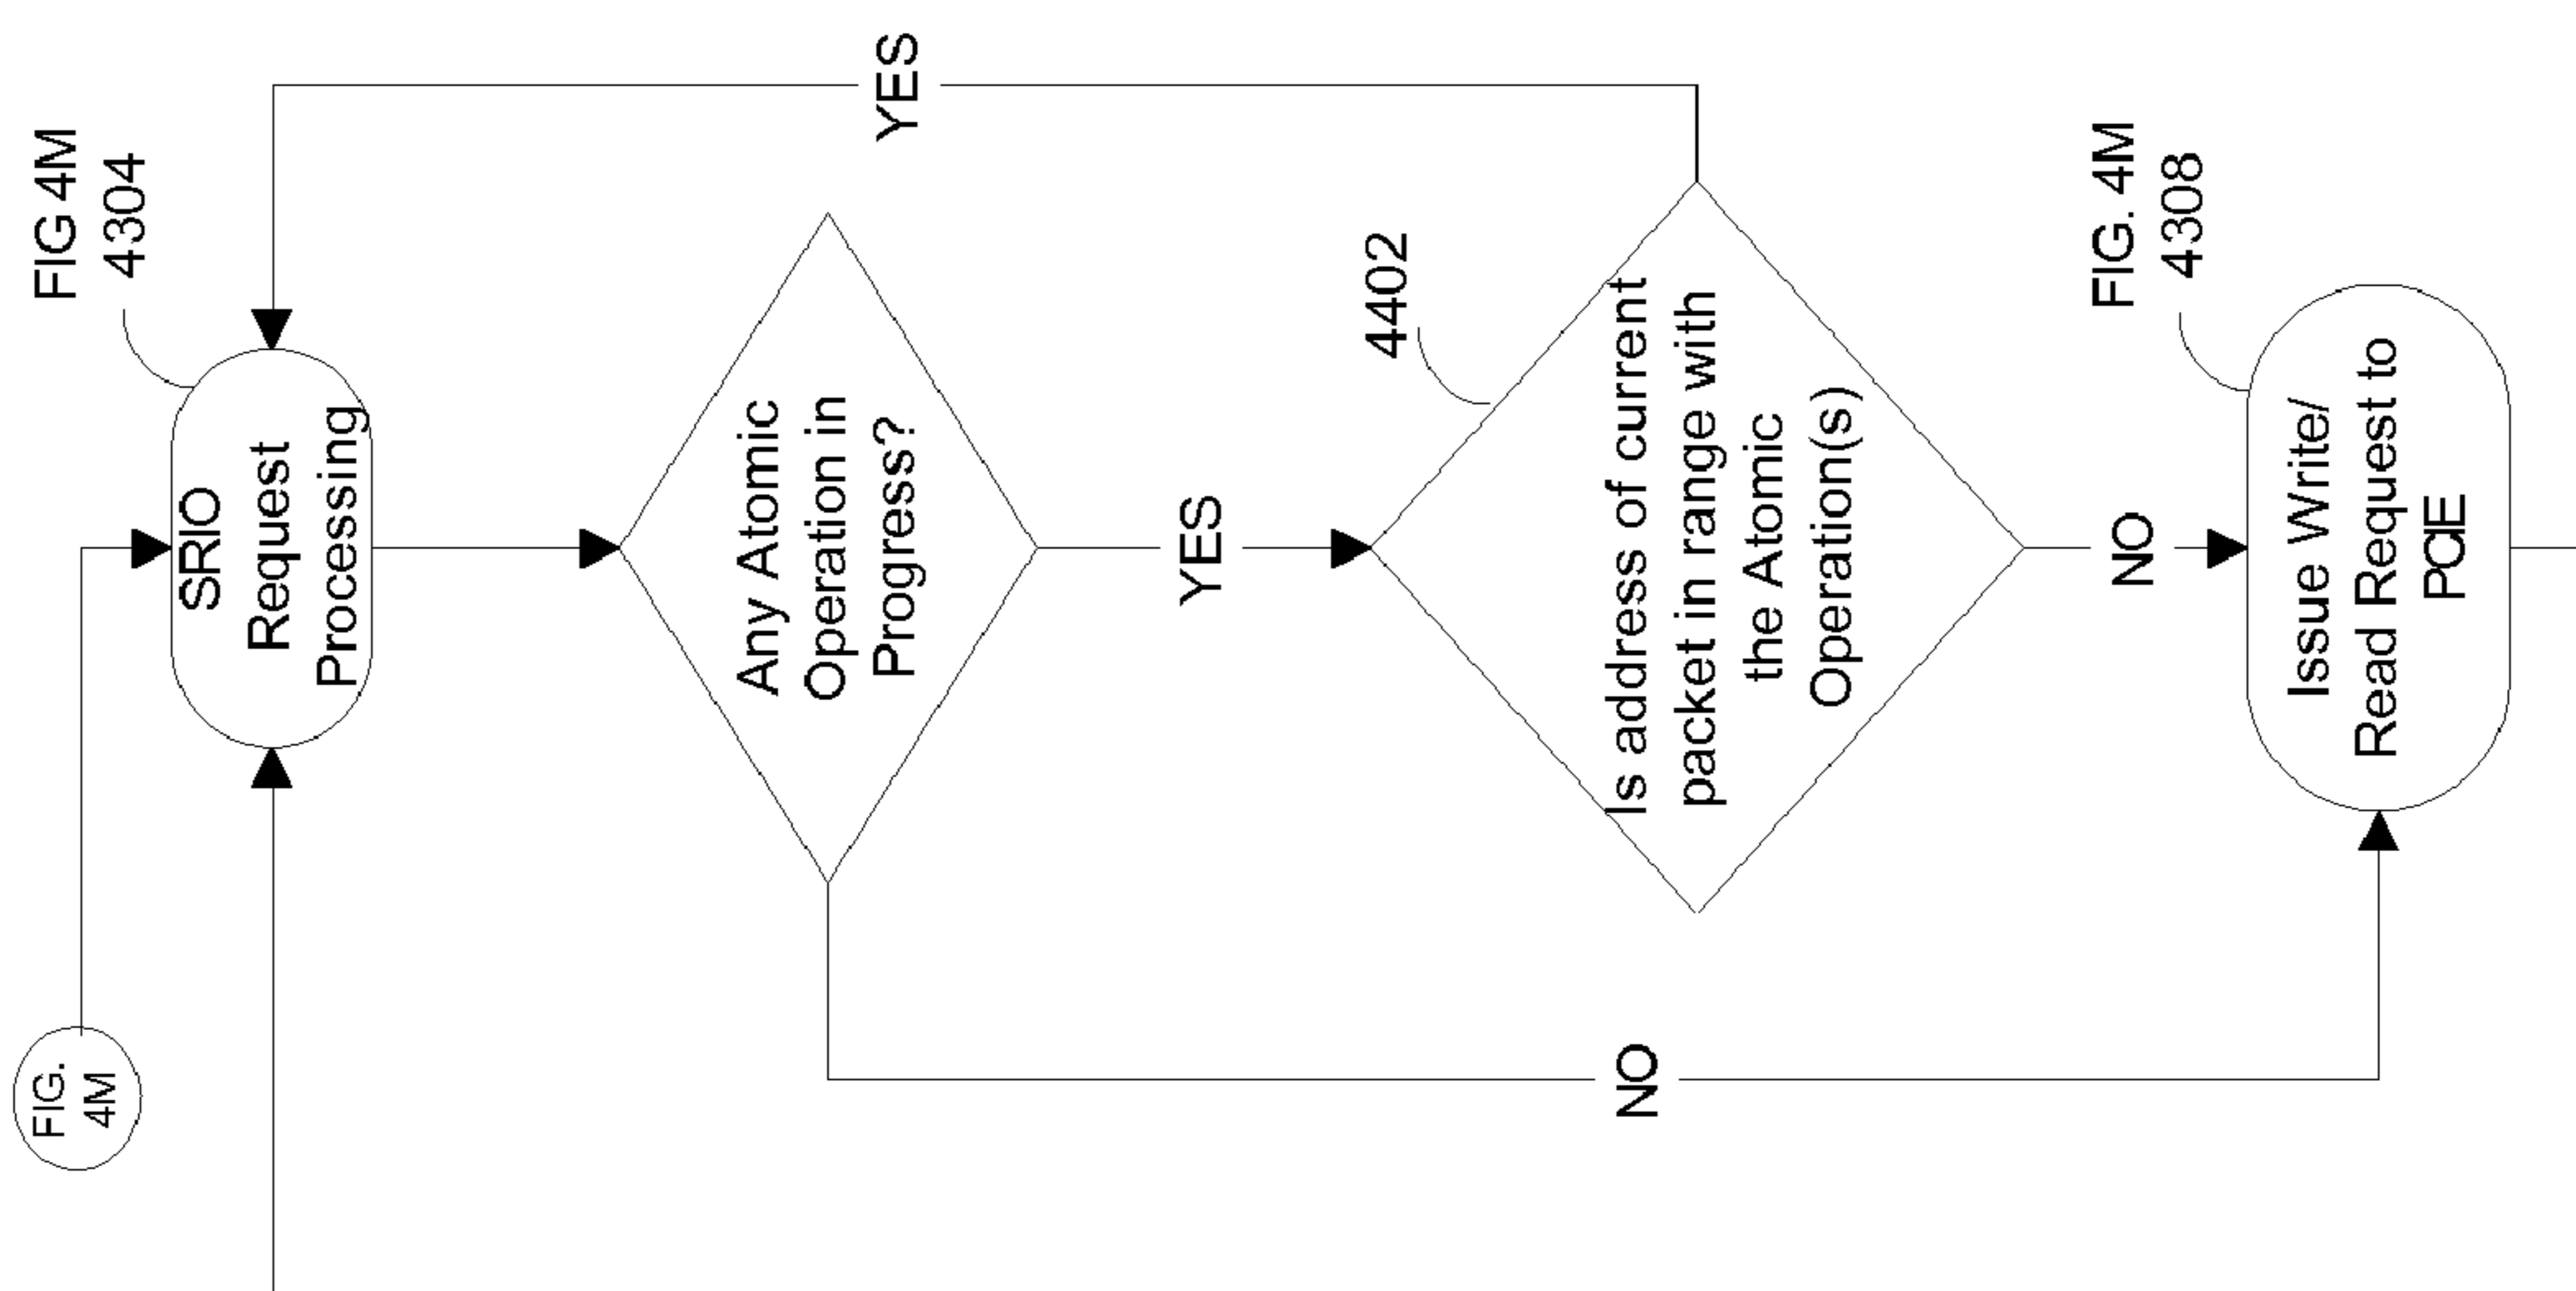 FIG.
4M
FIG 4M
4304
SRIO
Request
Processing
Any Atomic
Operation in
Progress?
YES
YES
4402
Is address of current
packet in range with
the Atomic
Operation(s)
NO
NO
FIG. 4M
4308
Issue Write/
Read Request to
PCIE